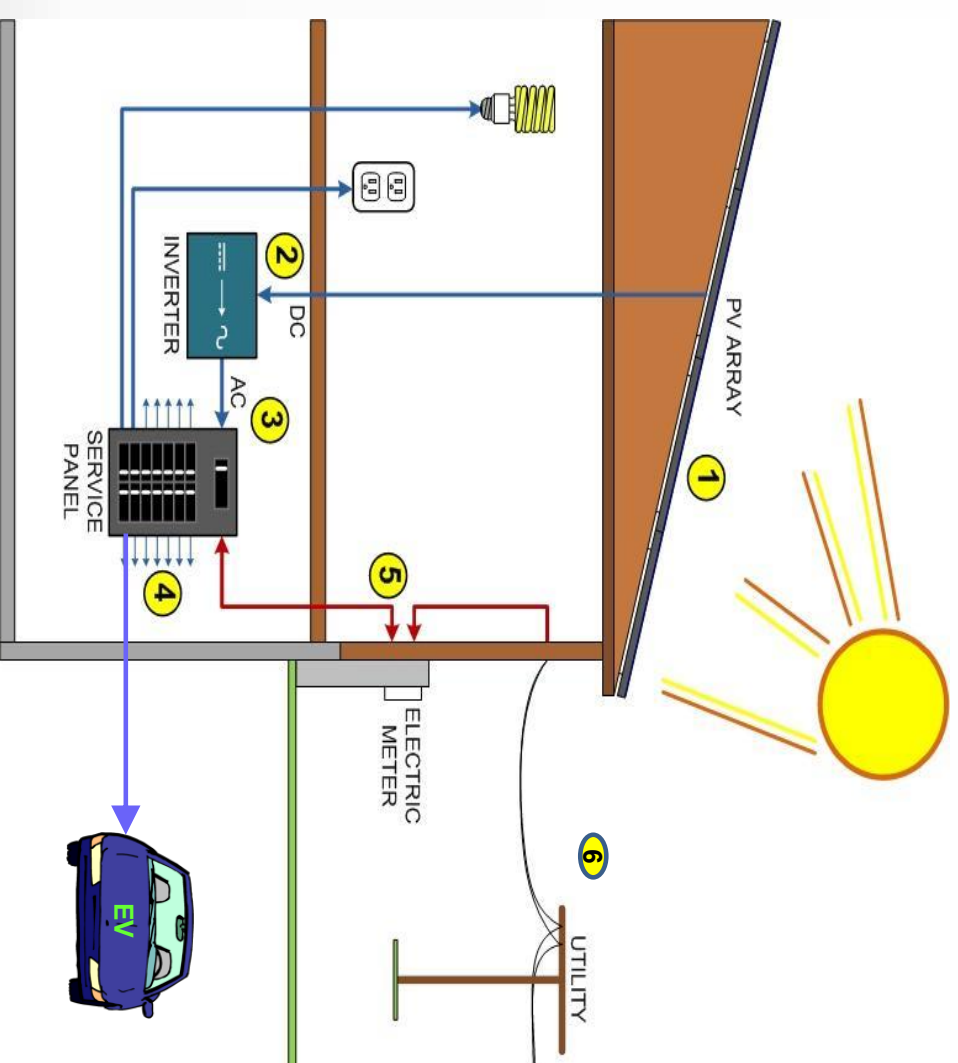 PV ARRAY
1
6
UTILITY
ELECTRIC
METER
5
2
DC
3
AC
INVERTER
4
EV
SERVICE
PANEL